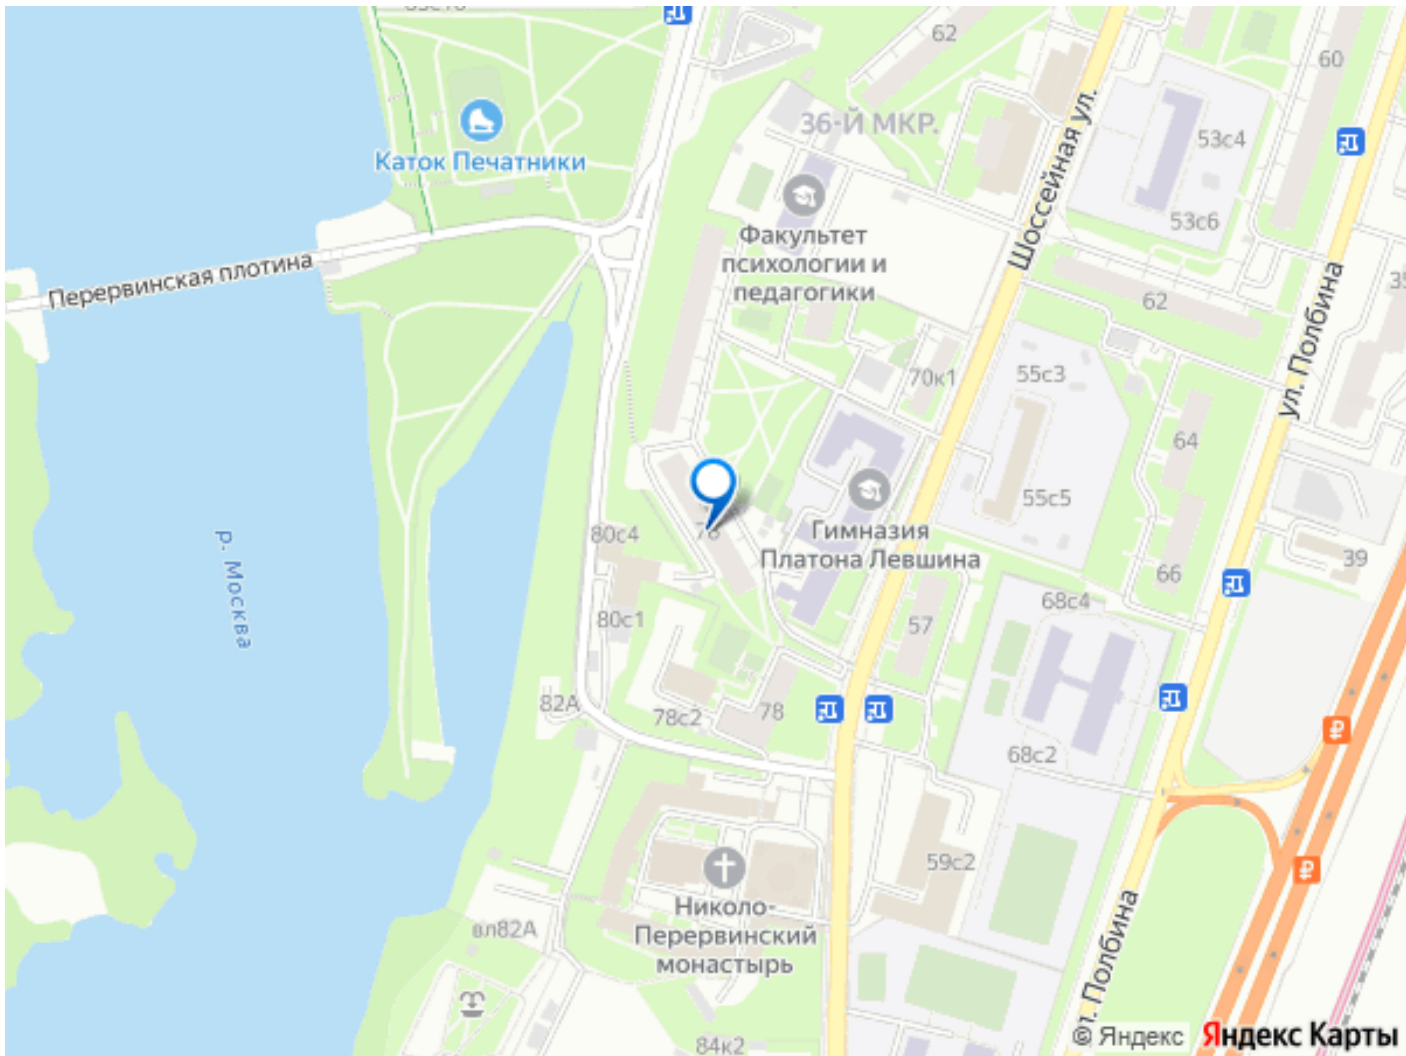 62
60
36-Й МКР.
Шоссейная ул.
53с4
Каток Печатники
53с6
Факультет
психологии и
педагогики
Перервинская плотина
62
ул. Полбина
70к1
55с3
64
55с5
Гимназия
Платона Левшина
78
80с4
р. Москва
39
66
68с4
80с1
57
82А
78с2
78
68с2
59с2
Николо-
Перервинский
монастырь
вл82А
л. Полбина
84к2
© Яндекс
Яндекс Карты